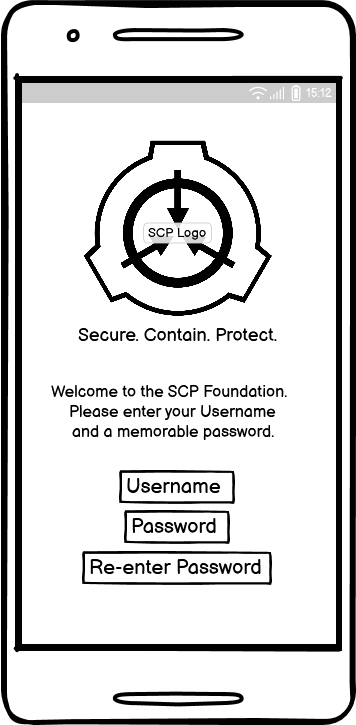 15:12
SCP Logo
Secure. Contain. Protect.
Welcome to the SCP Foundation.
Please enter your Username
and a memorable password.
Username
Password
Re-enter Password